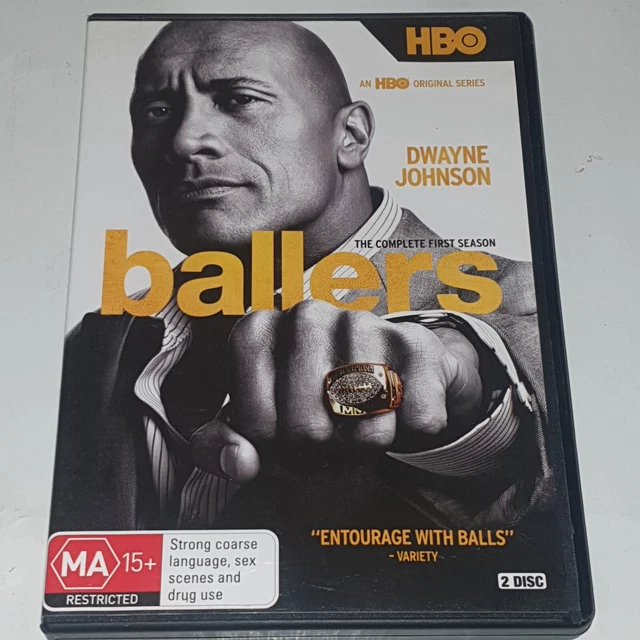 HBO
AN HBO ORIGINAL SERIES
DWAYNE
JOHNSON
THE COMPLETE FIRST SEASON
ballers
"ENTOURAGE WITH BALLS"
- VARIETY
MA 15+
RESTRICTED
Strong coarse
language, sex
scenes and
drug use
2 DISC